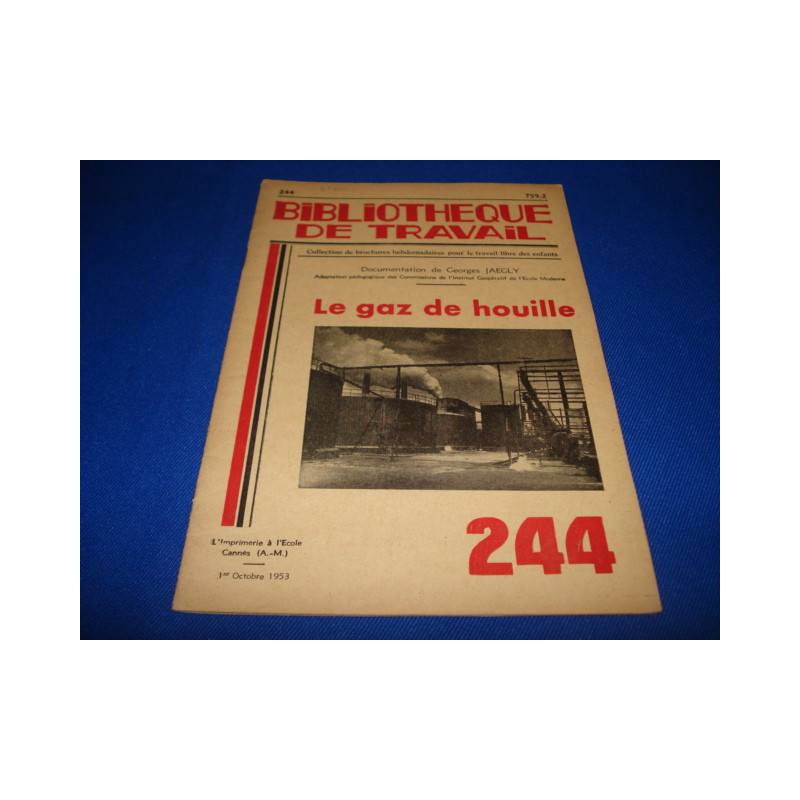 244 759.2
BiBLiOTHEQUE
DE TRAVAiL
Collection de brochures hebdomadaires pour le travail libre des enfants
Documentation de Georges JAEGLY
Adaptation pédagogique des Commissions de l'Institut Coopératif de l'Ecole Moderne
Le gaz de houille
244
L'Imprimerie à l'Ecole
Cannes (A.-M.)
1er Octobre 1953